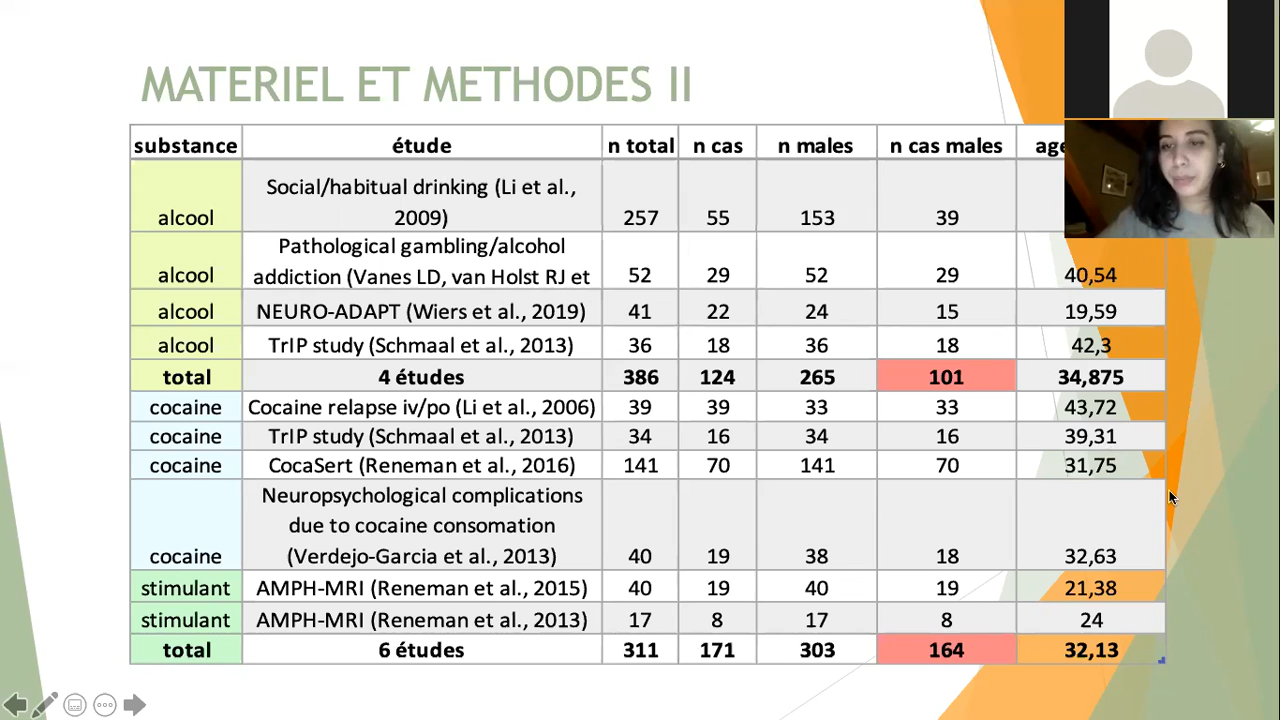 MATERIEL ET METHODES II
substance étude n total n cas n males n cas males
alcool Social/habitual drinking (Li et al., 2009) 257 55 153 39
alcool Pathological gambling/alcohol addiction (Vanes LD, van Holst RJ et 52 29 52 29 40,54
alcool NEURO-ADAPT (Wiers et al., 2019) 41 22 24 15 19,59
alcool TrIP study (Schmaal et al., 2013) 36 18 36 18 42,3
total 4 études 386 124 265 101 34,875
cocaine Cocaine relapse iv/po (Li et al., 2006) 39 39 33 33 43,72
cocaine TrIP study (Schmaal et al., 2013) 34 16 34 16 39,31
cocaine CocaSert (Reneman et al., 2016) 141 70 141 70 31,75
cocaine Neuropsychological complications due to cocaine consomation (Verdejo-Garcia et al., 2013) 40 19 38 18 32,63
stimulant AMPH-MRI (Reneman et al., 2015) 40 19 40 19 21,38
stimulant AMPH-MRI (Reneman et al., 2013) 17 8 17 8 24
total 6 études 311 171 303 164 32,13